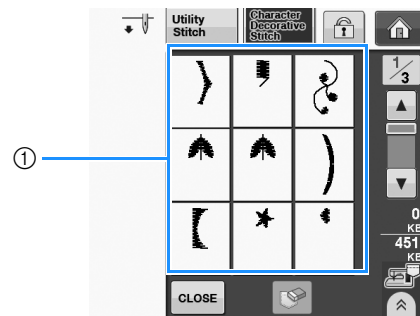 Utility
Stitch
Character
Decorative
Stitch
1/3
①
0
KB
451
KB
CLOSE